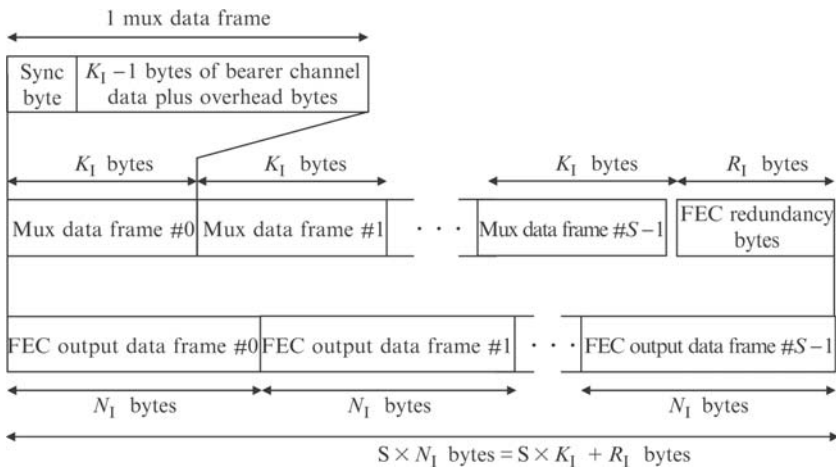 1 mux data frame
Sync
byte
K_I −1 bytes of bearer channel
data plus overhead bytes
K_I bytes
K_I bytes
K_I bytes
R_I bytes
Mux data frame #0
Mux data frame #1
· · ·
Mux data frame #S−1
FEC redundancy
bytes
FEC output data frame #0
FEC output data frame #1
· · ·
FEC output data frame #S−1
N_I bytes
N_I bytes
N_I bytes
S × N_I bytes = S × K_I + R_I bytes